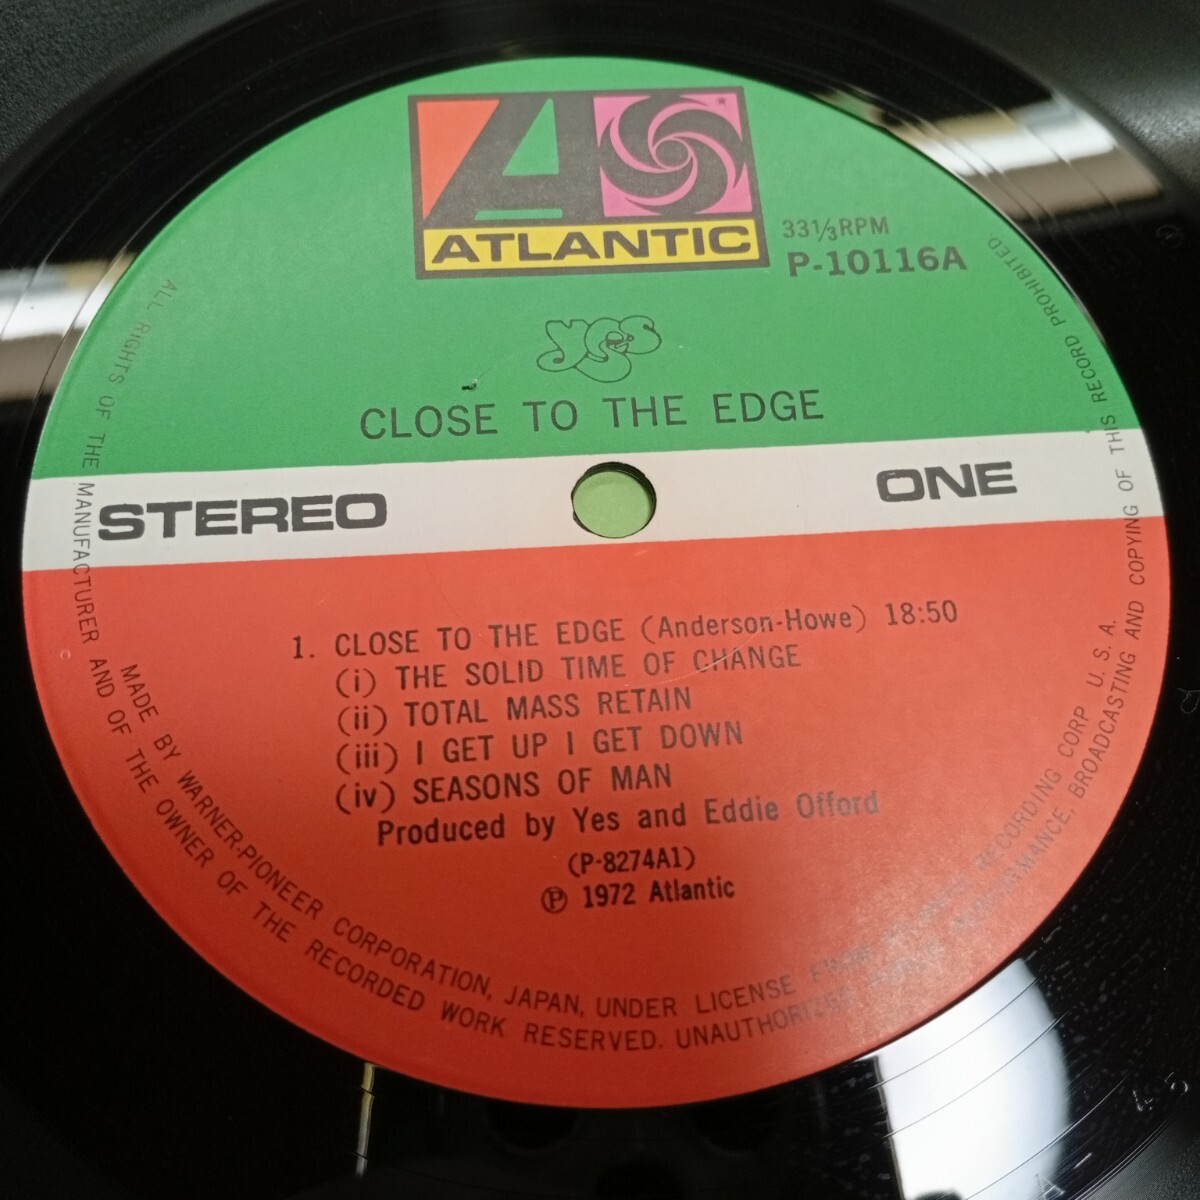 ATLANTIC
33⅓RPM
P-10116A
yes
CLOSE TO THE EDGE
STEREO
ONE
1. CLOSE TO THE EDGE (Anderson-Howe) 18:50
(i) THE SOLID TIME OF CHANGE
(ii) TOTAL MASS RETAIN
(iii) I GET UP I GET DOWN
(iv) SEASONS OF MAN
Produced by Yes and Eddie Offord
(P-8274A1)
℗ 1972 Atlantic
MADE BY WARNER-PIONEER CORPORATION, JAPAN, UNDER LICENSE RECORDING CORP U. S. A.
ALL RIGHTS OF THE MANUFACTURER AND OF THE OWNER OF THE RECORDED WORK RESERVED. UNAUTHORIZED BROADCASTING AND COPYING OF THIS RECORD PROHIBITED.